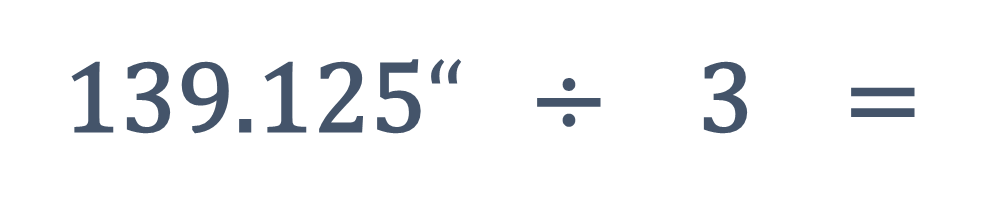 139.125“ ÷ 3 =